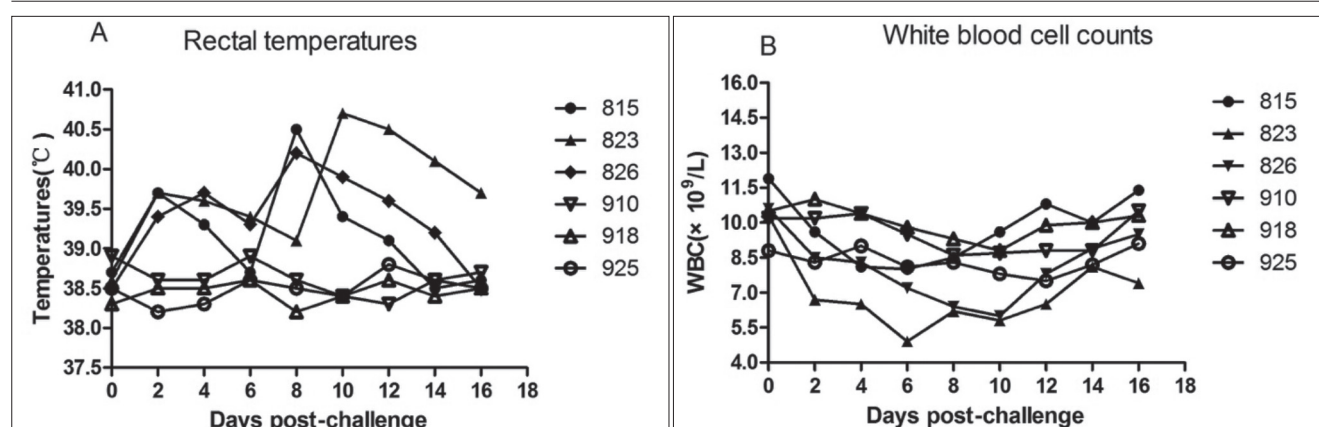 A
Rectal temperatures
41.0
40.5
40.0
39.5
39.0
38.5
38.0
37.5
Temperatures(℃)
0 2 4 6 8 10 12 14 16 18
Days post-challenge
815
823
826
910
918
925
B
White blood cell counts
16.0
14.5
13.0
11.5
10.0
8.5
7.0
5.5
4.0
WBC(× 10⁹/L)
0 2 4 6 8 10 12 14 16 18
Days post-challenge
815
823
826
910
918
925